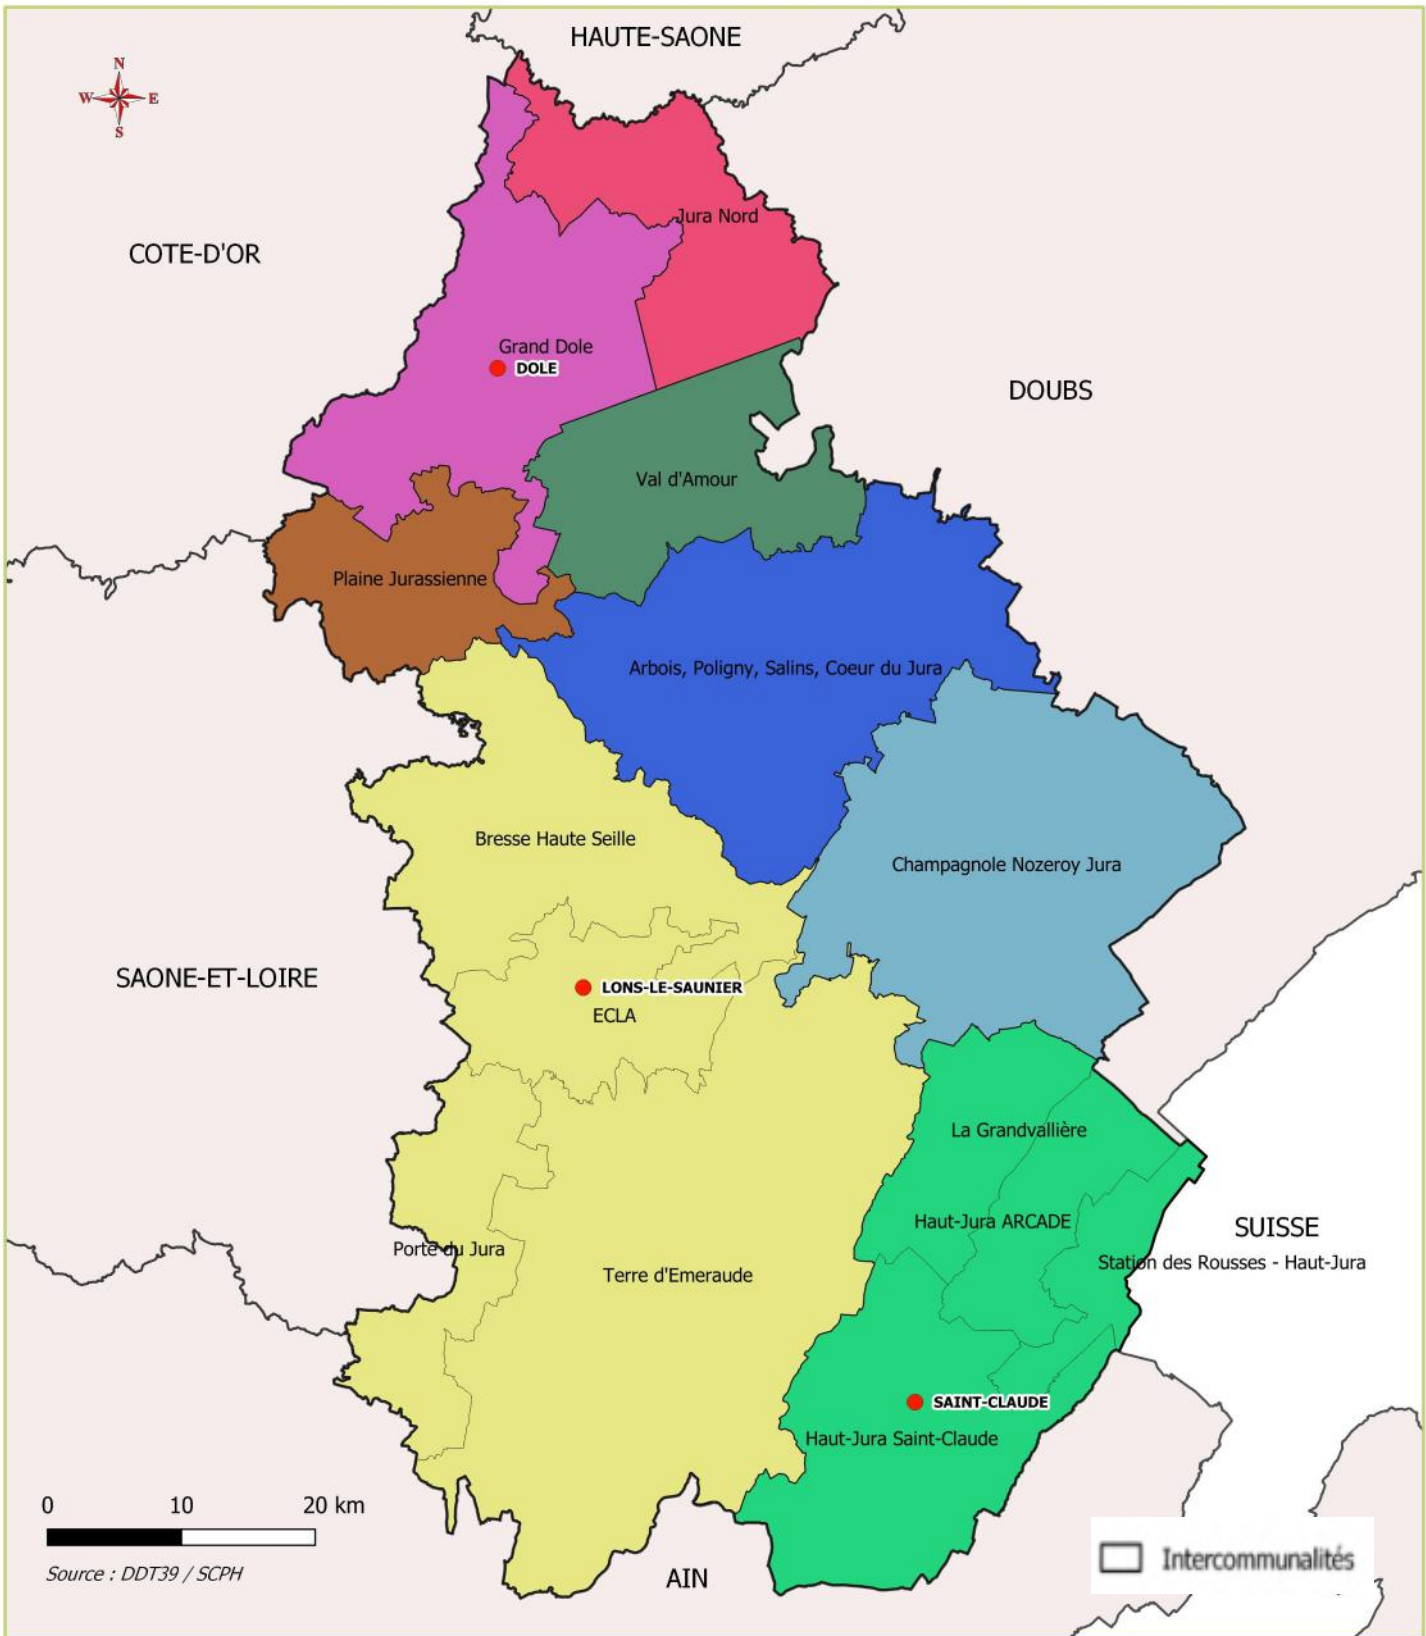 HAUTE-SAONE
N
W E
S
Jura Nord
COTE-D'OR
Grand Dole
DOLE
DOUBS
Val d'Amour
Plaine Jurassienne
Arbois, Poligny, Salins, Coeur du Jura
Bresse Haute Seille
Champagnole Nozeroy Jura
SAONE-ET-LOIRE
LONS-LE-SAUNIER
ECLA
La Grandvallière
Haut-Jura ARCADE
SUISSE
Porte du Jura
Station des Rousses - Haut-Jura
Terre d'Emeraude
SAINT-CLAUDE
Haut-Jura Saint-Claude
0 10 20 km
Source : DDT39 / SCPH
AIN
Intercommunalités